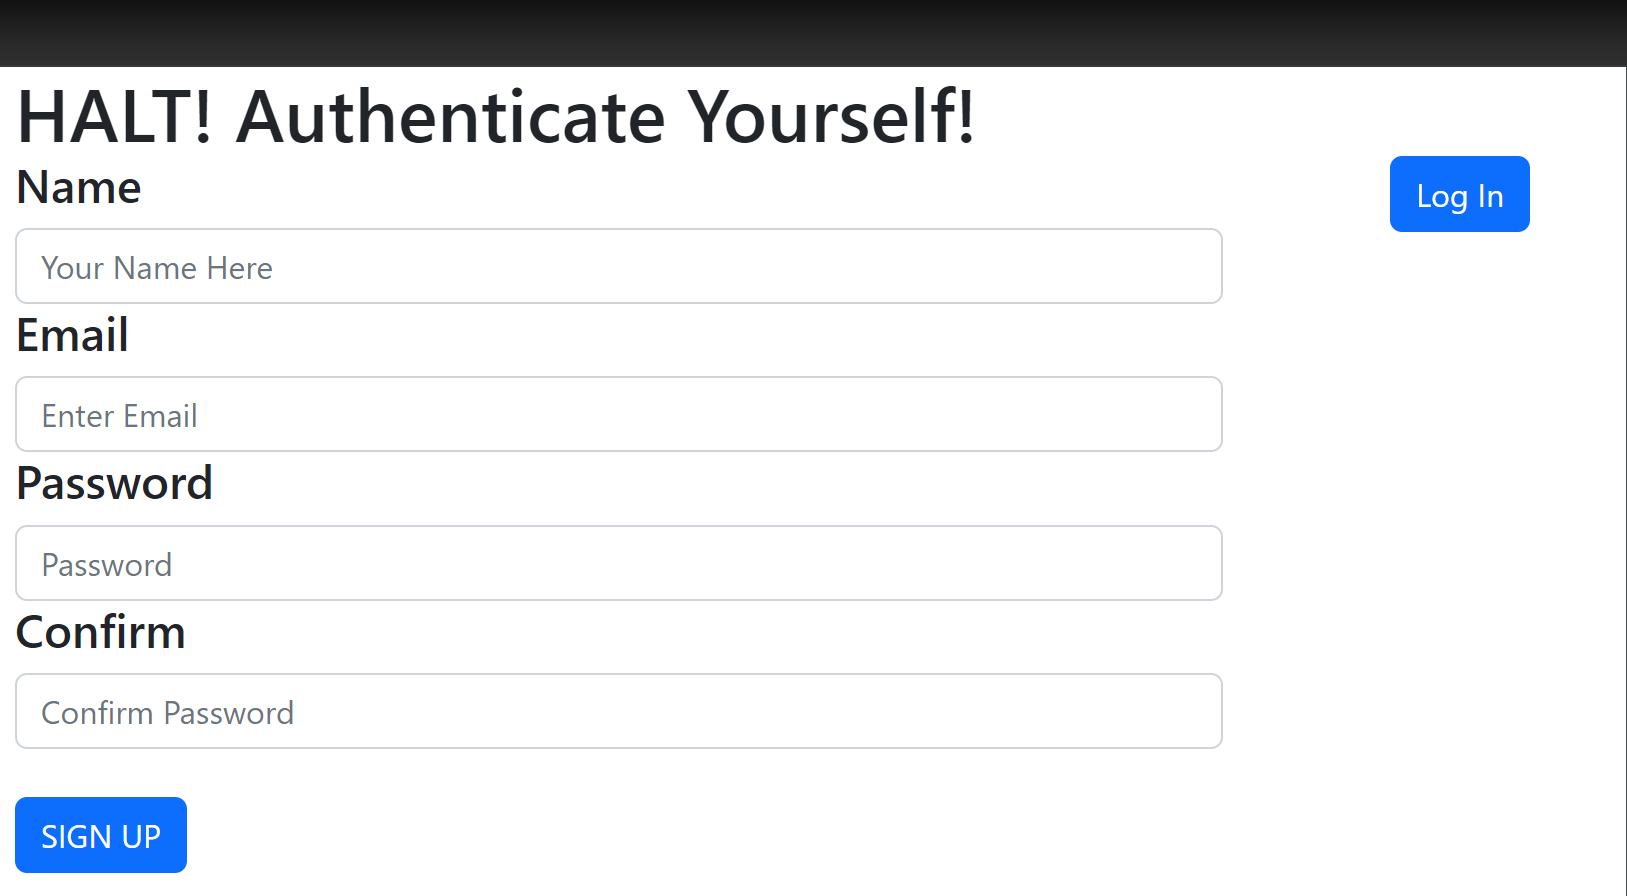 HALT! Authenticate Yourself!
Name
Log In
Your Name Here
Email
Enter Email
Password
Password
Confirm
Confirm Password
SIGN UP